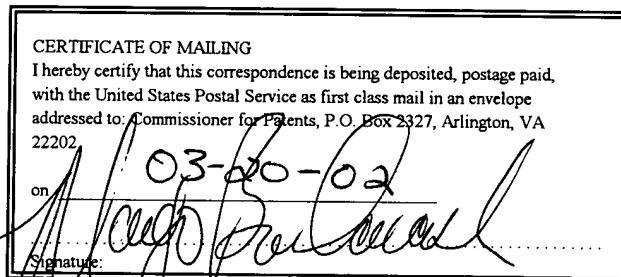 CERTIFICATE OF MAILING
I hereby certify that this correspondence is being deposited, postage paid,
with the United States Postal Service as first class mail in an envelope
addressed to: Commissioner for Patents, P.O. Box 2327, Arlington, VA
22202
03-20-02
on
Signature: